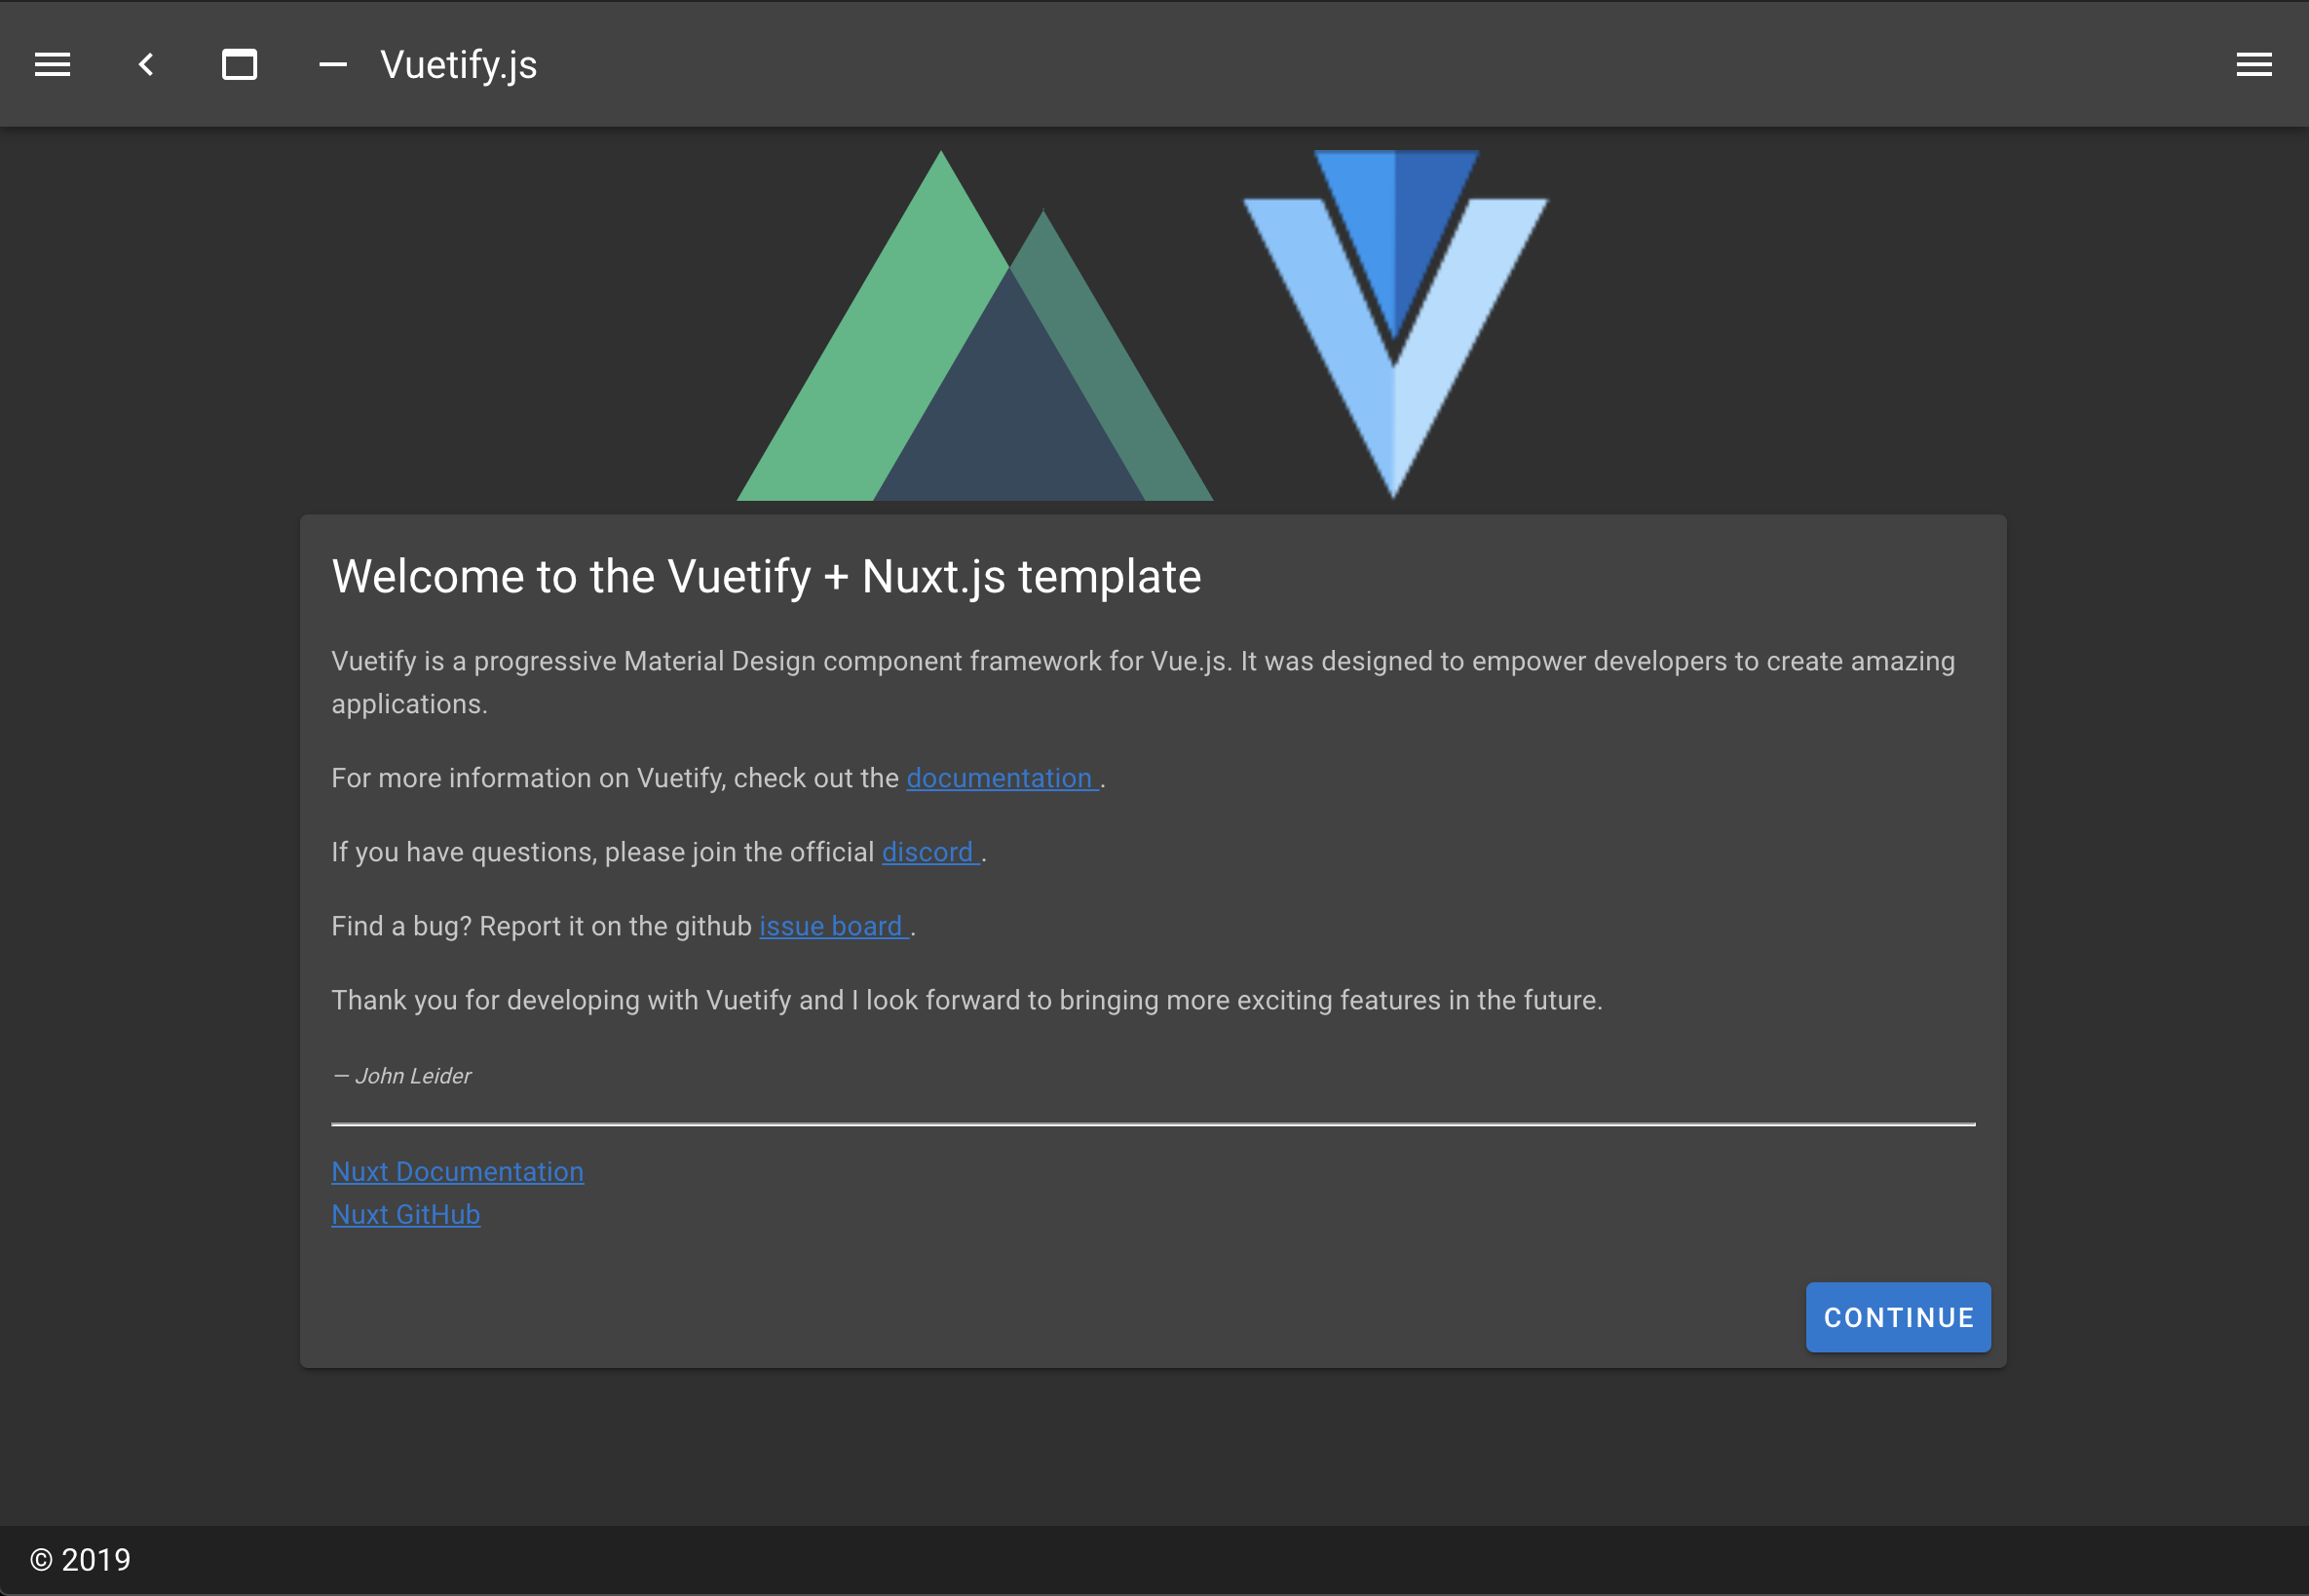 Vuetify.js
Welcome to the Vuetify + Nuxt.js template
Vuetify is a progressive Material Design component framework for Vue.js. It was designed to empower developers to create amazing
applications.
For more information on Vuetify, check out the documentation .
If you have questions, please join the official discord .
Find a bug? Report it on the github issue board .
Thank you for developing with Vuetify and I look forward to bringing more exciting features in the future.
— John Leider
Nuxt Documentation
Nuxt GitHub
CONTINUE
© 2019